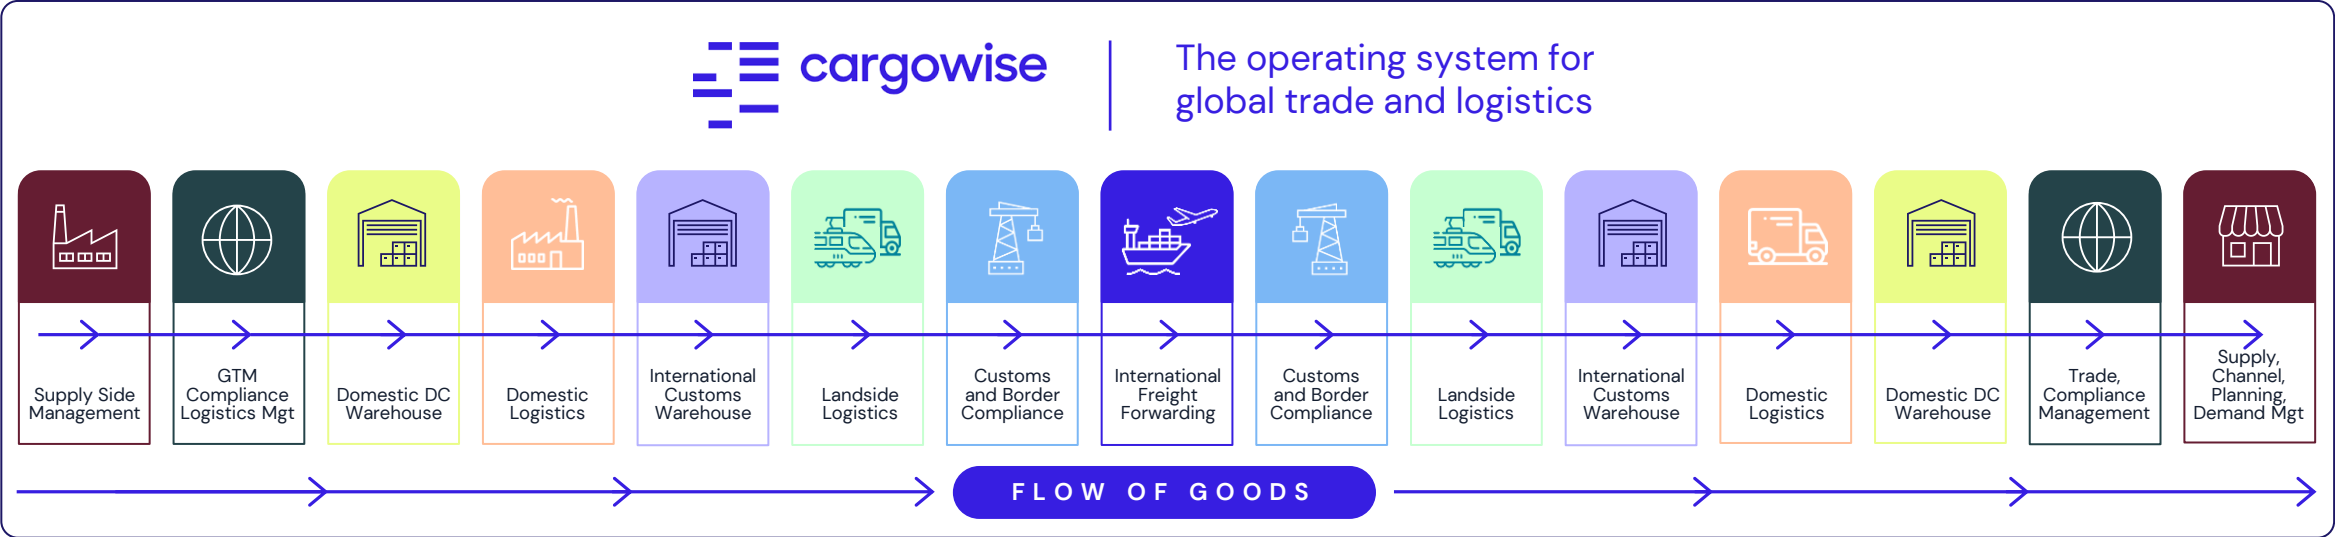 cargowise
The operating system for
global trade and logistics
Supply Side
Management
GTM
Compliance
Logistics Mgt
Domestic DC
Warehouse
Domestic
Logistics
International
Customs
Warehouse
Landside
Logistics
Customs
and Border
Compliance
International
Freight
Forwarding
Customs
and Border
Compliance
Landside
Logistics
International
Customs
Warehouse
Domestic
Logistics
Domestic DC
Warehouse
Trade,
Compliance
Management
Supply,
Channel,
Planning,
Demand Mgt
FLOW OF GOODS